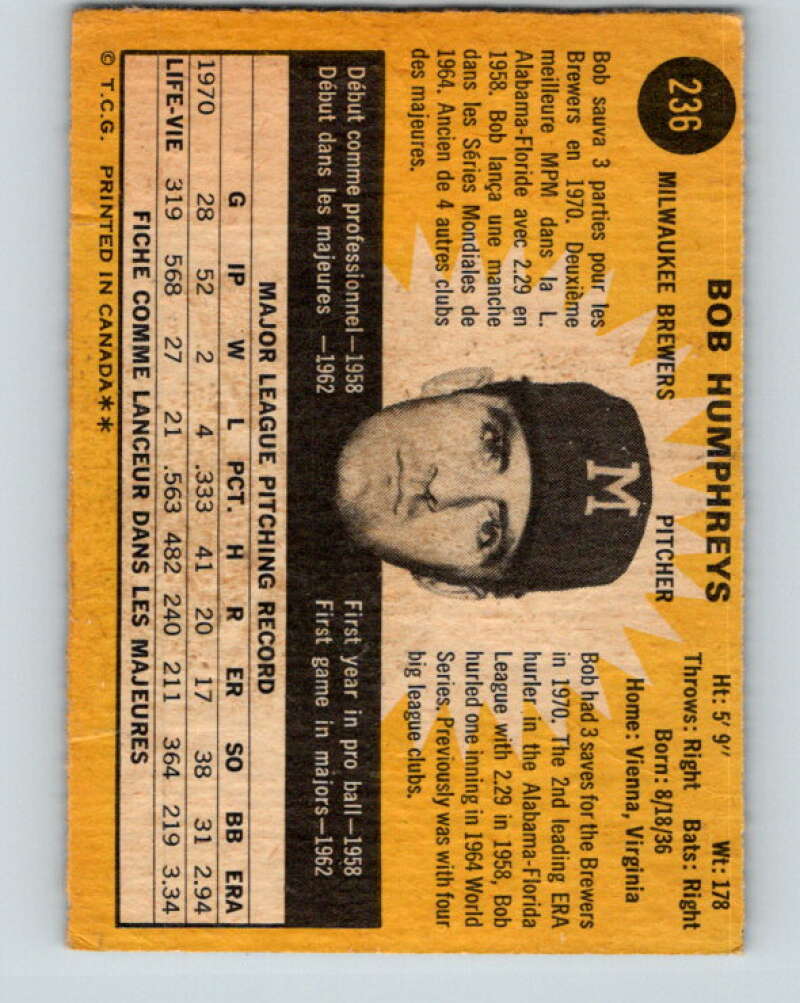 236
BOB HUMPHREYS
MILWAUKEE BREWERS PITCHER
Ht: 5' 9" Wt: 178
Throws: Right Bats: Right
Born: 8/18/36
Home: Vienna, Virginia
Bob sauva 3 parties pour les
Brewers en 1970. Deuxième
meilleure MPM dans la L.
Alabama-Floride avec 2.29 en
1958. Bob lança une manche
dans les Séries Mondiales de
1964. Ancien de 4 autres clubs
des majeures.
M
Bob had 3 saves for the Brewers
in 1970. The 2nd leading ERA
hurler in the Alabama-Florida
League with 2.29 in 1958, Bob
hurled one inning in 1964 World
Series. Previously was with four
big league clubs.
Début comme professionnel—1958
Début dans les majeures —1962
First year in pro ball—1958
First game in majors—1962
MAJOR LEAGUE PITCHING RECORD
G IP W L PCT. H R ER SO BB ERA
1970 28 52 2 4 .333 41 20 17 38 31 2.94
LIFE-VIE 319 568 27 21 .563 482 240 211 364 219 3.34
FICHE COMME LANCEUR DANS LES MAJEURES
© T.C.G. PRINTED IN CANADA**